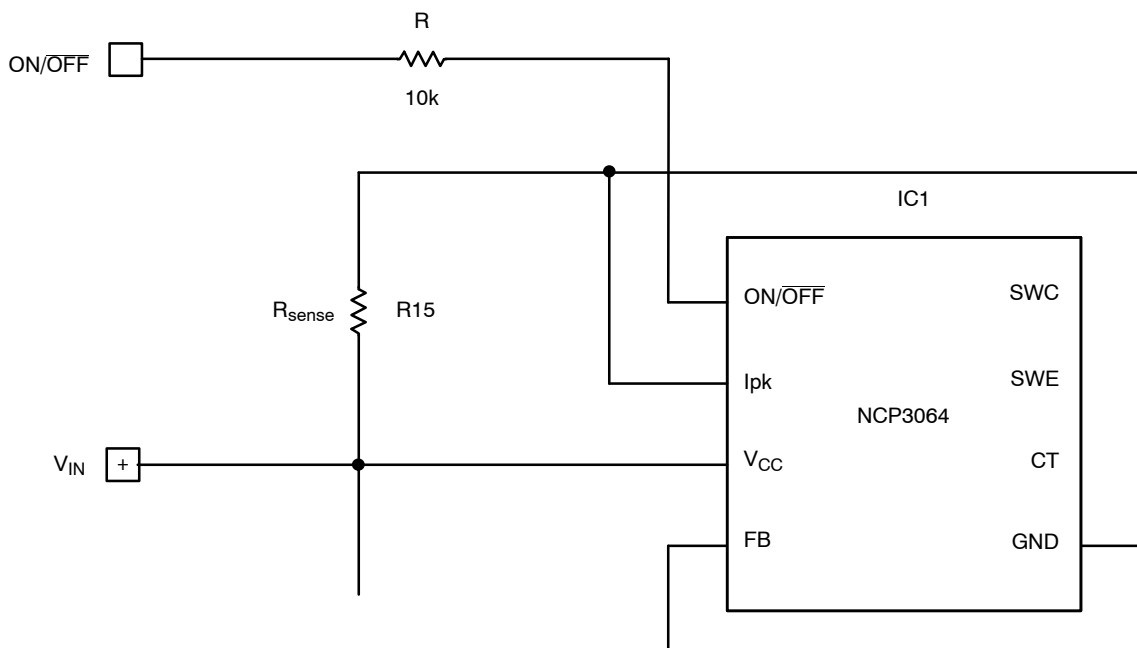 R
ON/OFF
10k
IC1
ON/OFF
SWC
Rsense
R15
Ipk
SWE
NCP3064
VIN
+
VCC
CT
FB
GND